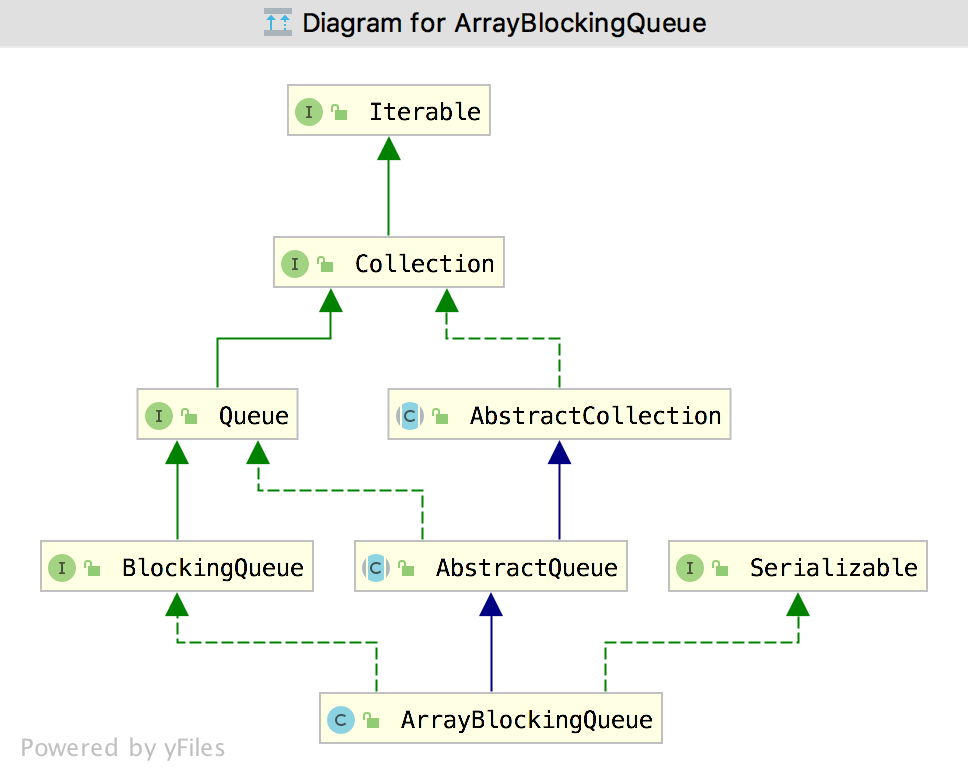 Diagram for ArrayBlockingQueue
I Iterable
I Collection
I Queue
C AbstractCollection
I BlockingQueue
C AbstractQueue
I Serializable
C ArrayBlockingQueue
Powered by yFiles